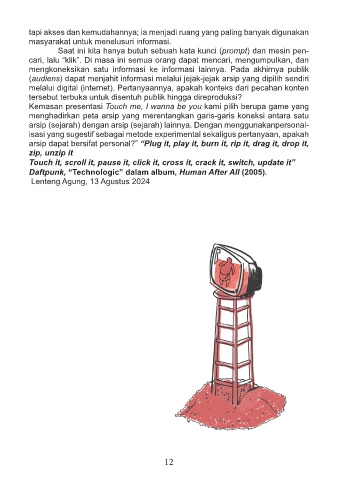 tapi akses dan kemudahannya; ia menjadi ruang yang paling banyak digunakan
masyarakat untuk menelusuri informasi.
Saat ini kita hanya butuh sebuah kata kunci (prompt) dan mesin pen-
cari, lalu “klik”. Di masa ini semua orang dapat mencari, mengumpulkan, dan
mengkoneksikan satu informasi ke informasi lainnya. Pada akhirnya publik
(audiens) dapat menjahit informasi melalui jejak-jejak arsip yang dipilih sendiri
melalui digital (internet). Pertanyaannya, apakah konteks dari pecahan konten
tersebut terbuka untuk disentuh publik hingga direproduksi?
Kemasan presentasi Touch me, I wanna be you kami pilih berupa game yang
menghadirkan peta arsip yang merentangkan garis-garis koneksi antara satu
arsip (sejarah) dengan arsip (sejarah) lainnya. Dengan menggunakanpersonal-
isasi yang sugestif sebagai metode experimental sekaligus pertanyaan, apakah
arsip dapat bersifat personal?” “Plug it, play it, burn it, rip it, drag it, drop it,
zip, unzip it
Touch it, scroll it, pause it, click it, cross it, crack it, switch, update it”
Daftpunk, “Technologic” dalam album, Human After All (2005).
Lenteng Agung, 13 Agustus 2024
12